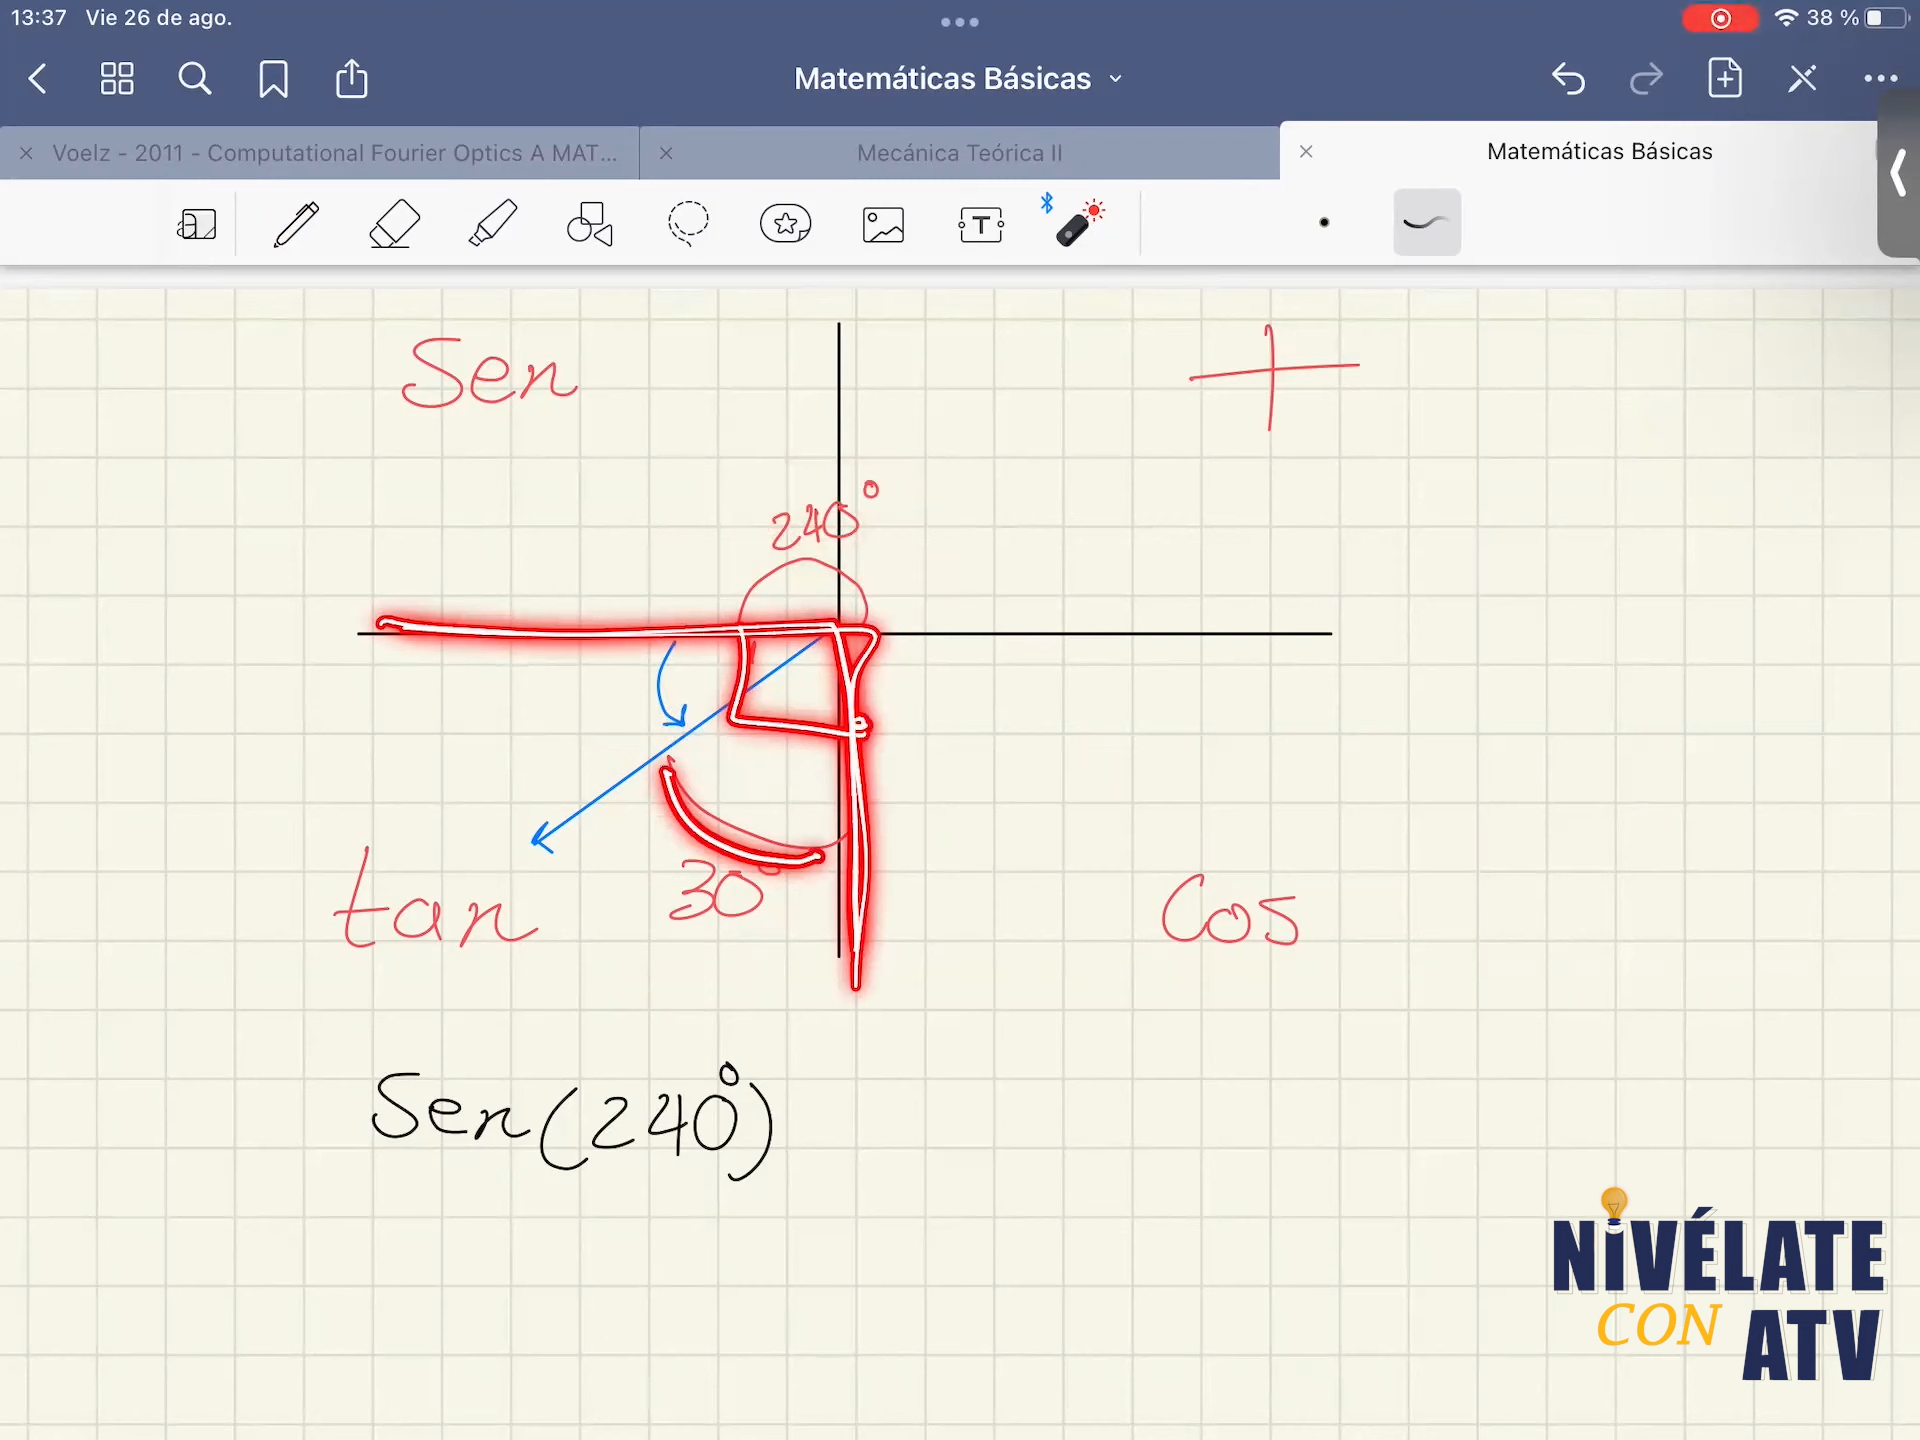 13:37 Vie 26 de ago.
38 %
Matemáticas Básicas
Voelz - 2011 - Computational Fourier Optics A MAT...
Mecánica Teórica II
Matemáticas Básicas
T
Sen
+
240°
tan
30°
Cos
Sen(240°)
NIVÉLATE
CON
ATV